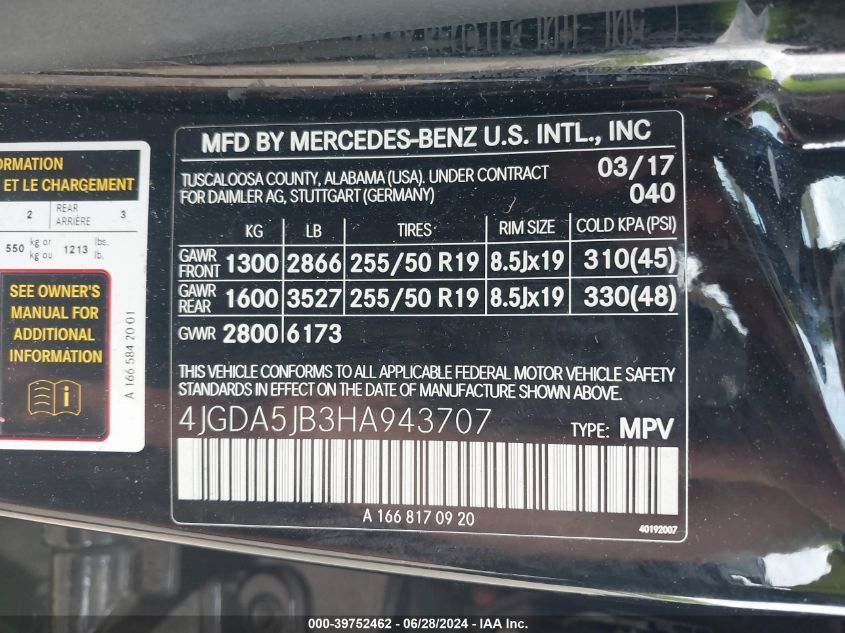 MFD BY MERCEDES-BENZ U.S. INTL., INC
TUSCALOOSA COUNTY, ALABAMA (USA). UNDER CONTRACT
FOR DAIMLER AG, STUTTGART (GERMANY)
03/17
040
KG LB TIRES RIM SIZE COLD KPA (PSI)
GAWR FRONT 1300 2866 255/50 R19 8.5Jx19 310(45)
GAWR REAR 1600 3527 255/50 R19 8.5Jx19 330(48)
GWR 2800 6173
THIS VEHICLE CONFORMS TO ALL APPLICABLE FEDERAL MOTOR VEHICLE SAFETY
STANDARDS IN EFFECT ON THE DATE OF MANUFACTURE SHOWN ABOVE.
4JGDA5JB3HA943707 TYPE: MPV
A 166 817 09 20
40192007
ET LE CHARGEMENT
2 REAR 3
ARRIÈRE
550 kg or 1213 lbs.
kg ou lb.
SEE OWNER'S
MANUAL FOR
ADDITIONAL
INFORMATION
i
A 166 584 20 01
000-39752462 - 06/28/2024 - IAA Inc.